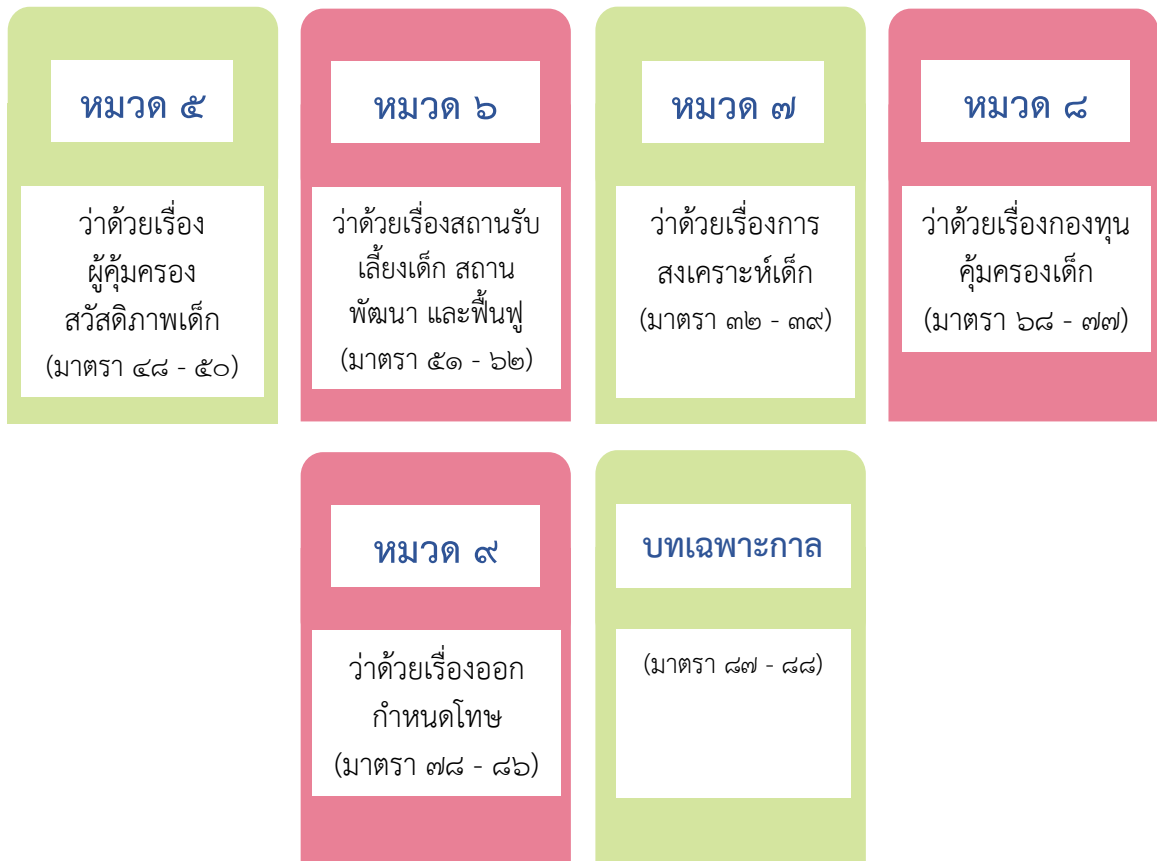 หมวด ๕
ว่าด้วยเรื่อง
ผู้คุ้มครอง
สวัสดิภาพเด็ก
(มาตรา ๔๘ - ๕๐)
หมวด ๖
ว่าด้วยเรื่องสถานรับ
เลี้ยงเด็ก สถาน
พัฒนา และฟื้นฟู
(มาตรา ๕๑ - ๖๒)
หมวด ๗
ว่าด้วยเรื่องการ
สงเคราะห์เด็ก
(มาตรา ๓๒ - ๓๙)
หมวด ๘
ว่าด้วยเรื่องกองทุน
คุ้มครองเด็ก
(มาตรา ๖๘ - ๗๗)
หมวด ๙
ว่าด้วยเรื่องออก
กำหนดโทษ
(มาตรา ๗๘ - ๘๖)
บทเฉพาะกาล
(มาตรา ๘๗ - ๘๘)